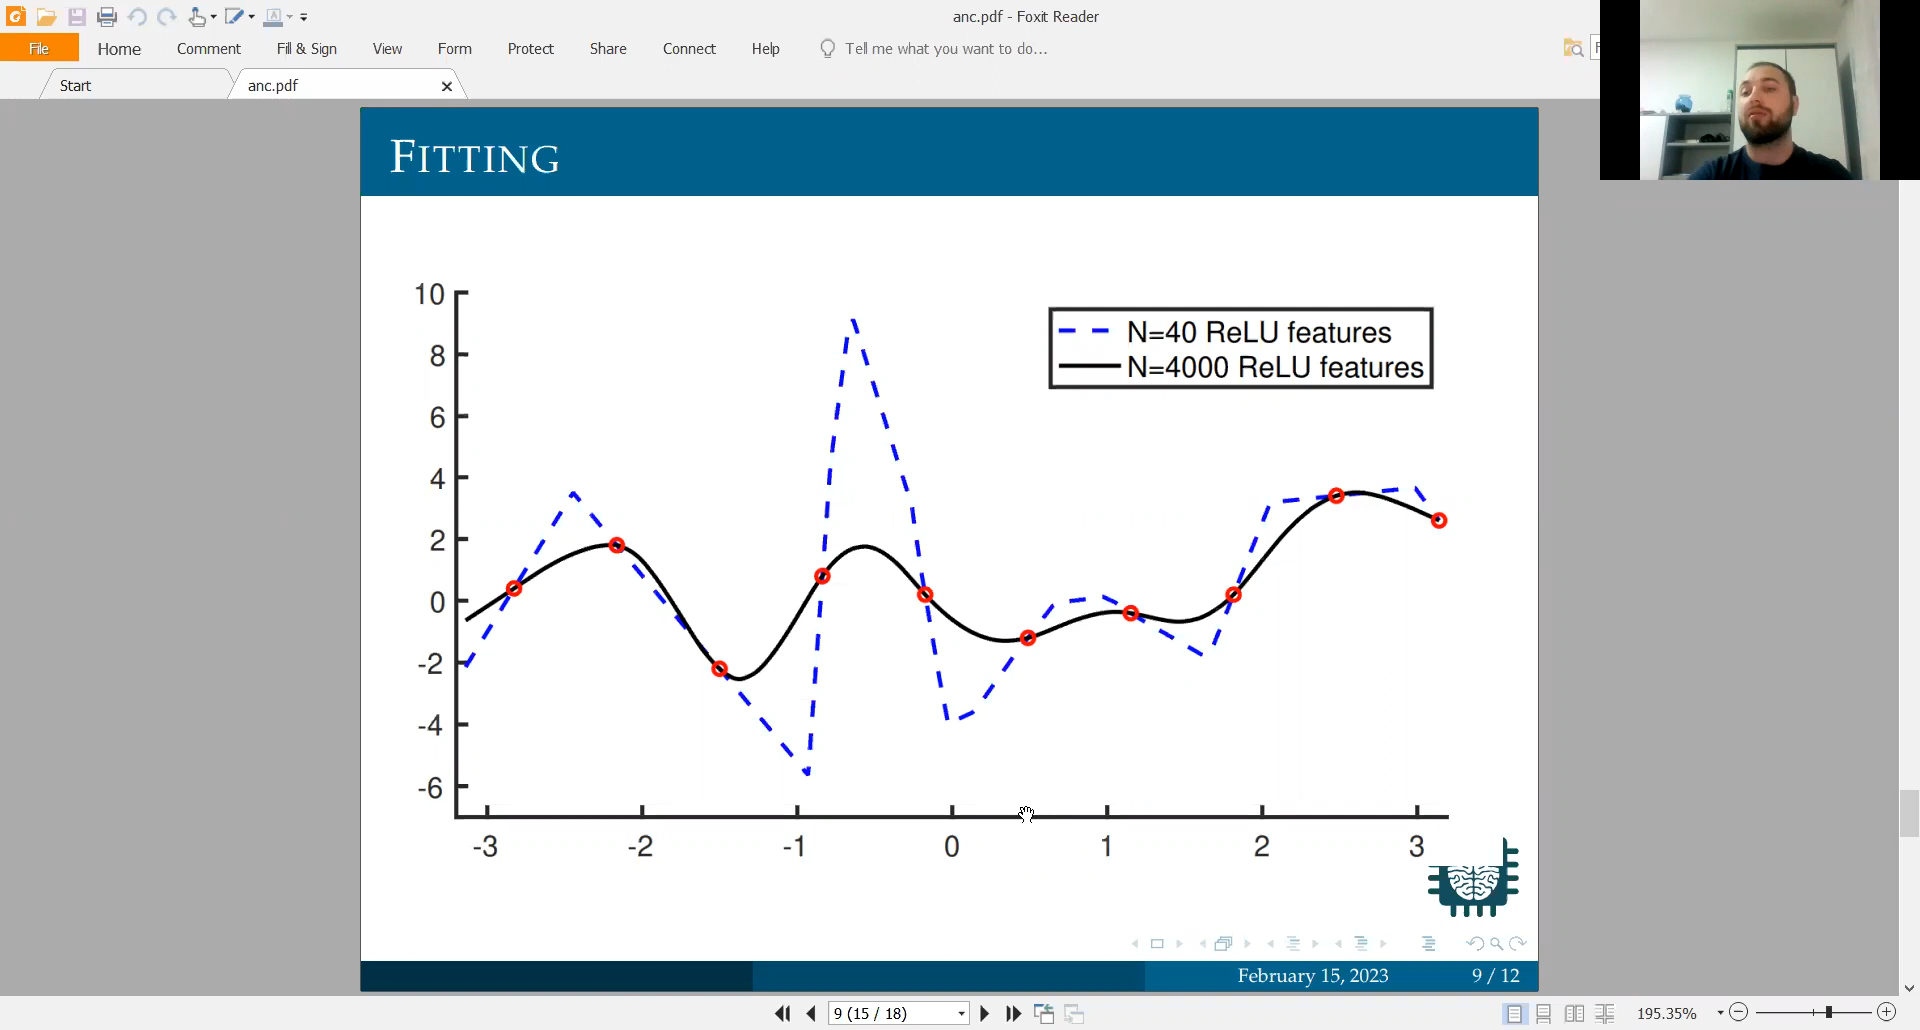 anc.pdf - Foxit Reader
File Home Comment Fill & Sign View Form Protect Share Connect Help Tell me what you want to do...
Start anc.pdf
FITTING
10
8
6
4
2
0
-2
-4
-6
N=40 ReLU features
N=4000 ReLU features
-3 -2 -1 0 1 2 3
February 15, 2023 9 / 12
9 (15 / 18) 195.35%